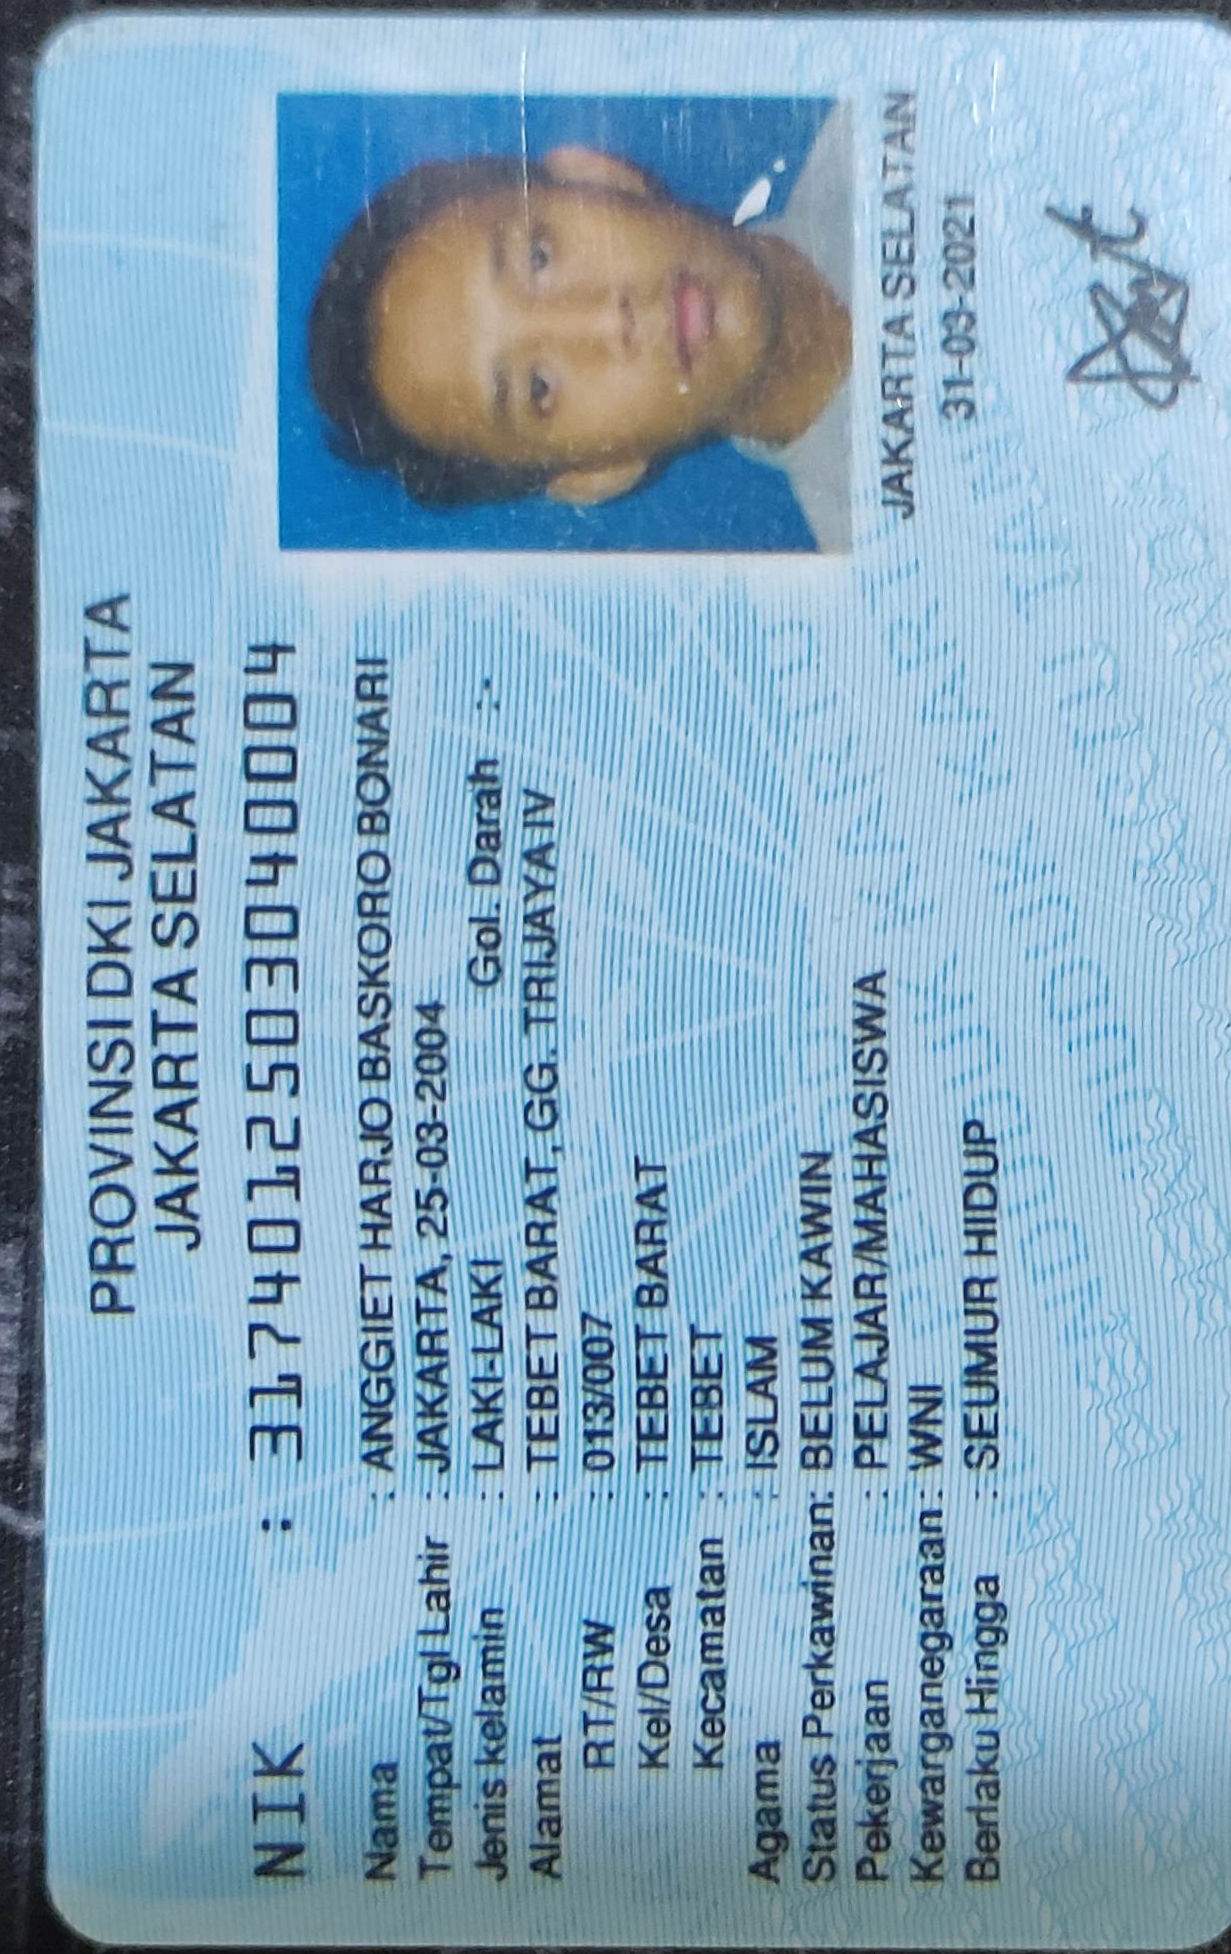 PROVINSI DKI JAKARTA
JAKARTA SELATAN
NIK : 3174012503040004
Nama : ANGGIET HARJO BASKORO BONARI
Tempat/Tgl Lahir : JAKARTA, 25-03-2004
Jenis kelamin : LAKI-LAKI Gol. Darah : -
Alamat : TEBET BARAT, GG. TRIJAYA IV
RT/RW : 013/007
Kel/Desa : TEBET BARAT
Kecamatan : TEBET
Agama : ISLAM
Status Perkawinan: BELUM KAWIN
Pekerjaan : PELAJAR/MAHASISWA
Kewarganegaraan : WNI
Berlaku Hingga : SEUMUR HIDUP
JAKARTA SELATAN
31-03-2021